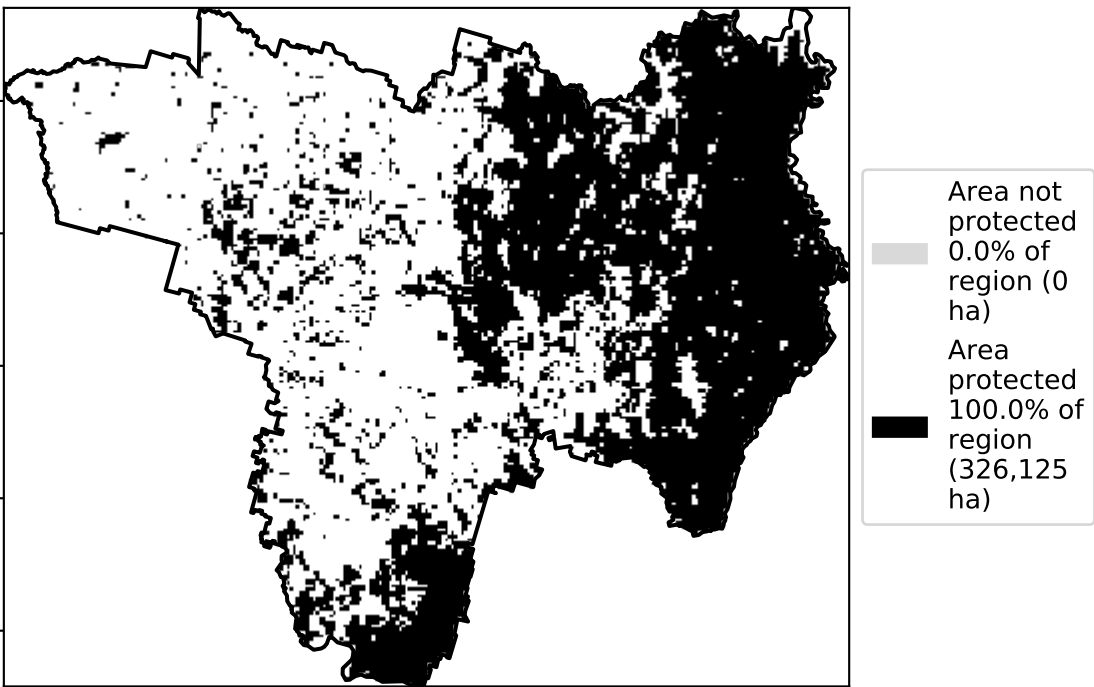 Area not
protected
0.0% of
region (0
ha)
Area
protected
100.0% of
region
(326,125
ha)